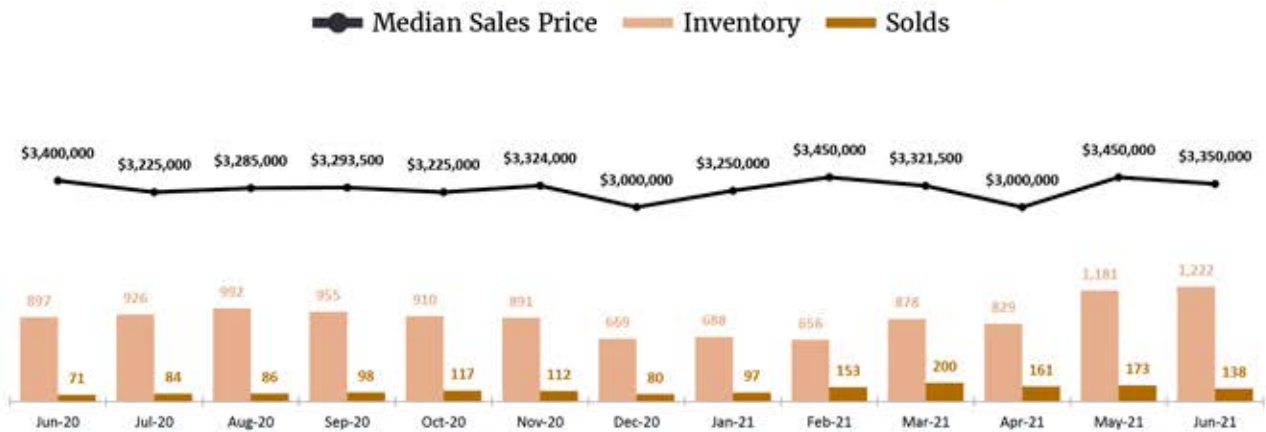 Median Sales Price Inventory Solds
$3,400,000 $3,225,000 $3,285,000 $3,293,500 $3,225,000 $3,324,000 $3,000,000 $3,250,000 $3,450,000 $3,321,500 $3,000,000 $3,450,000 $3,350,000
897 926 992 955 910 891 669 688 656 878 829 1,181 1,222
71 84 86 98 117 112 80 97 153 200 161 173 138
Jun-20 Jul-20 Aug-20 Sep-20 Oct-20 Nov-20 Dec-20 Jan-21 Feb-21 Mar-21 Apr-21 May-21 Jun-21